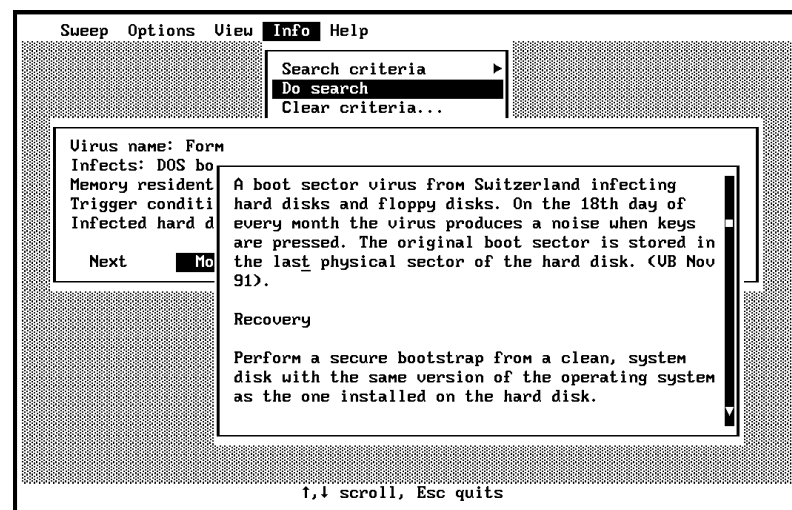 Sweep Options View Info Help
Search criteria ►
Do search
Clear criteria...
Virus name: Form
Infects: DOS bo
Memory resident
Trigger conditi
Infected hard d
Next Mo
A boot sector virus from Switzerland infecting
hard disks and floppy disks. On the 18th day of
every month the virus produces a noise when keys
are pressed. The original boot sector is stored in
the last physical sector of the hard disk. (VB Nov
91).
Recovery
Perform a secure bootstrap from a clean, system
disk with the same version of the operating system
as the one installed on the hard disk.
↑,↓ scroll, Esc quits